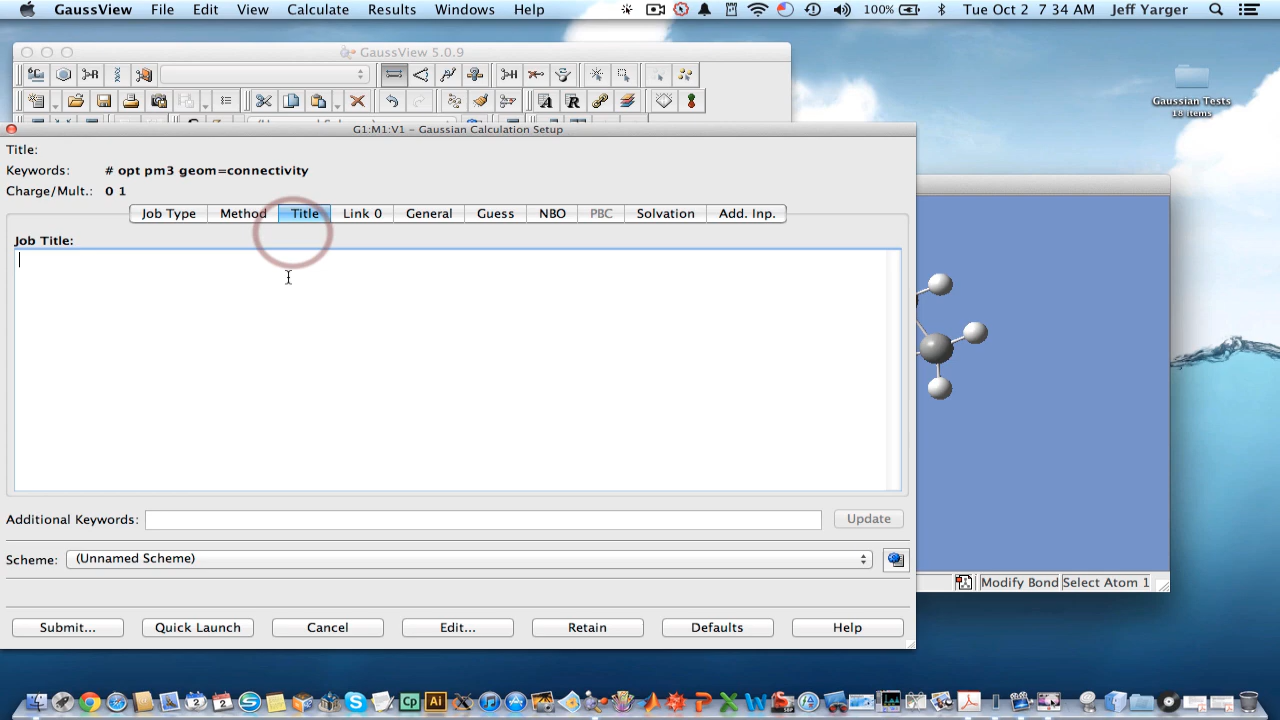 GaussView File Edit View Calculate Results Windows Help 100% Tue Oct 2 7:34 AM Jeff Yarger
GaussView 5.0.9
Gaussian Tests
18 items
G1:M1:V1 – Gaussian Calculation Setup
Title:
Keywords: # opt pm3 geom=connectivity
Charge/Mult.: 0 1
Job Type Method Title Link 0 General Guess NBO PBC Solvation Add. Inp.
Job Title:
Additional Keywords: Update
Scheme: (Unnamed Scheme)
Modify Bond Select Atom 1
Submit... Quick Launch Cancel Edit... Retain Defaults Help